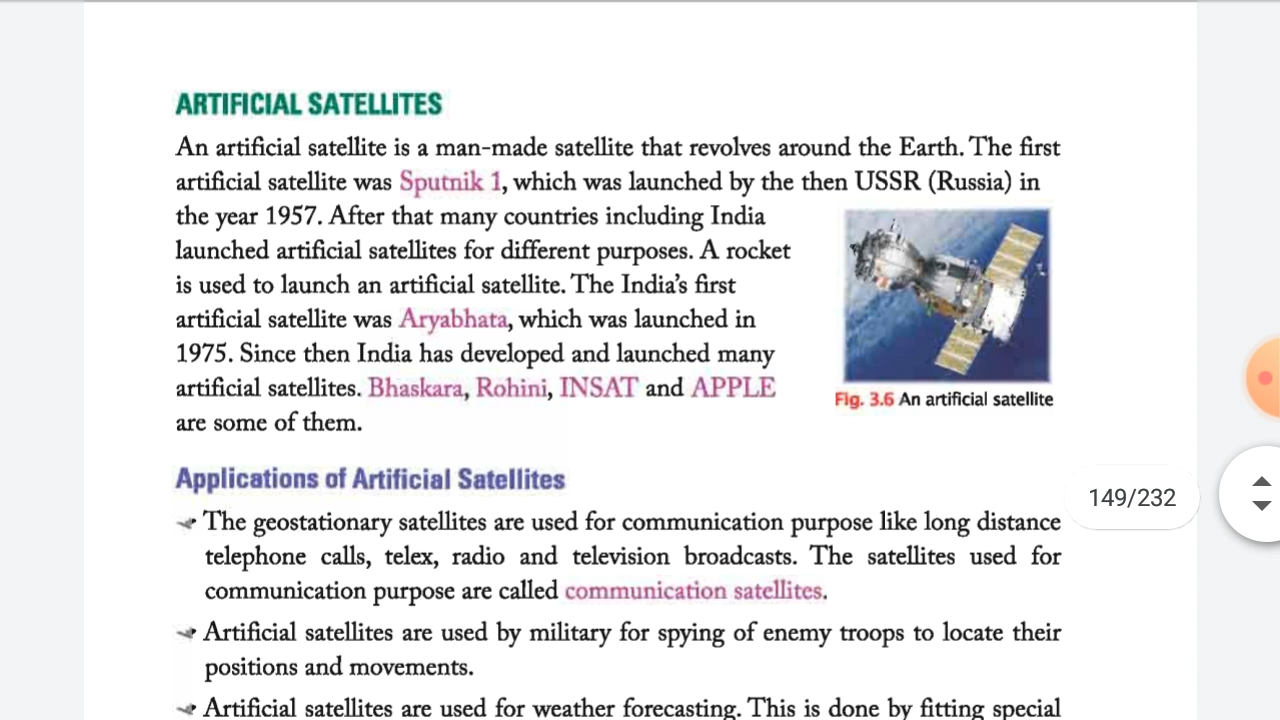 ARTIFICIAL SATELLITES
An artificial satellite is a man-made satellite that revolves around the Earth. The first
artificial satellite was Sputnik 1, which was launched by the then USSR (Russia) in
the year 1957. After that many countries including India
launched artificial satellites for different purposes. A rocket
is used to launch an artificial satellite. The India's first
artificial satellite was Aryabhata, which was launched in
1975. Since then India has developed and launched many
artificial satellites. Bhaskara, Rohini, INSAT and APPLE
are some of them.
Fig. 3.6 An artificial satellite
Applications of Artificial Satellites
The geostationary satellites are used for communication purpose like long distance
telephone calls, telex, radio and television broadcasts. The satellites used for
communication purpose are called communication satellites.
149/232
Artificial satellites are used by military for spying of enemy troops to locate their
positions and movements.
Artificial satellites are used for weather forecasting. This is done by fitting special